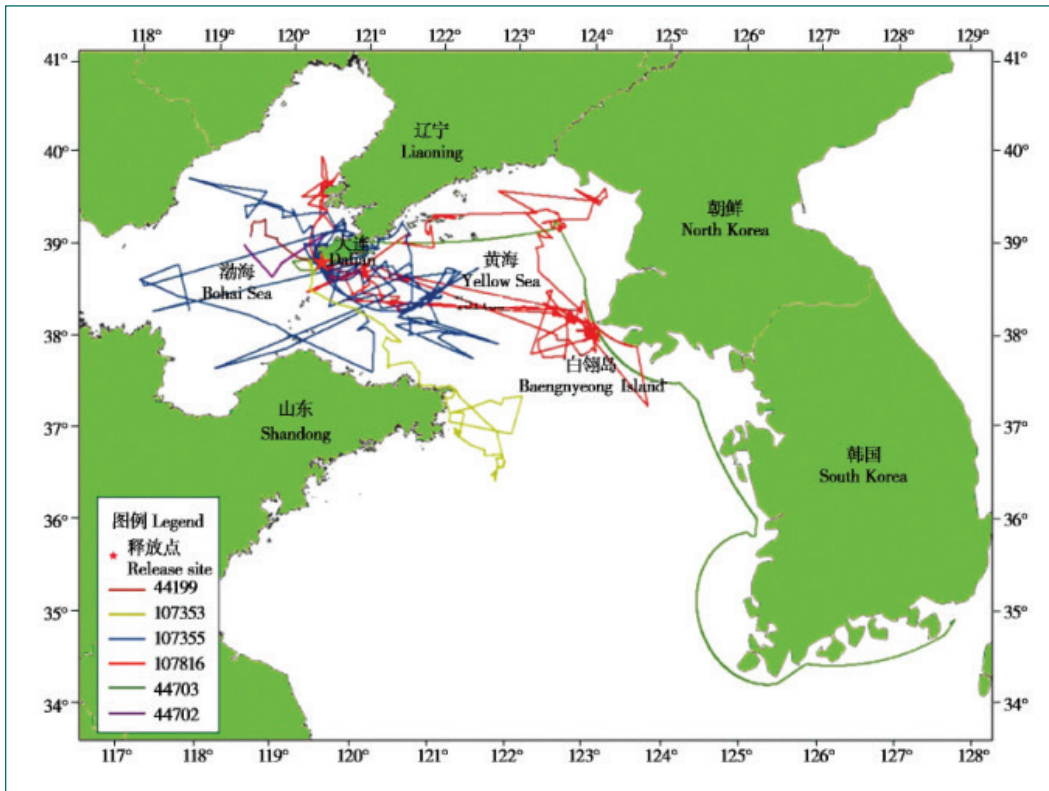 118° 119° 120° 121° 122° 123° 124° 125° 126° 127° 128° 129°
41° 41°
辽宁
Liaoning
40° 40°
朝鲜
North Korea
39° 39°
大连
Dalian
黄海
Yellow Sea
渤海
Bohai Sea
38° 38°
白翎岛
Baengnyeong Island
山东
Shandong
37° 37°
韩国
South Korea
图例 Legend
释放点
Release site
44199
107353
107355
107816
44703
44702
36° 36°
35° 35°
34° 34°
117° 118° 119° 120° 121° 122° 123° 124° 125° 126° 127° 128°